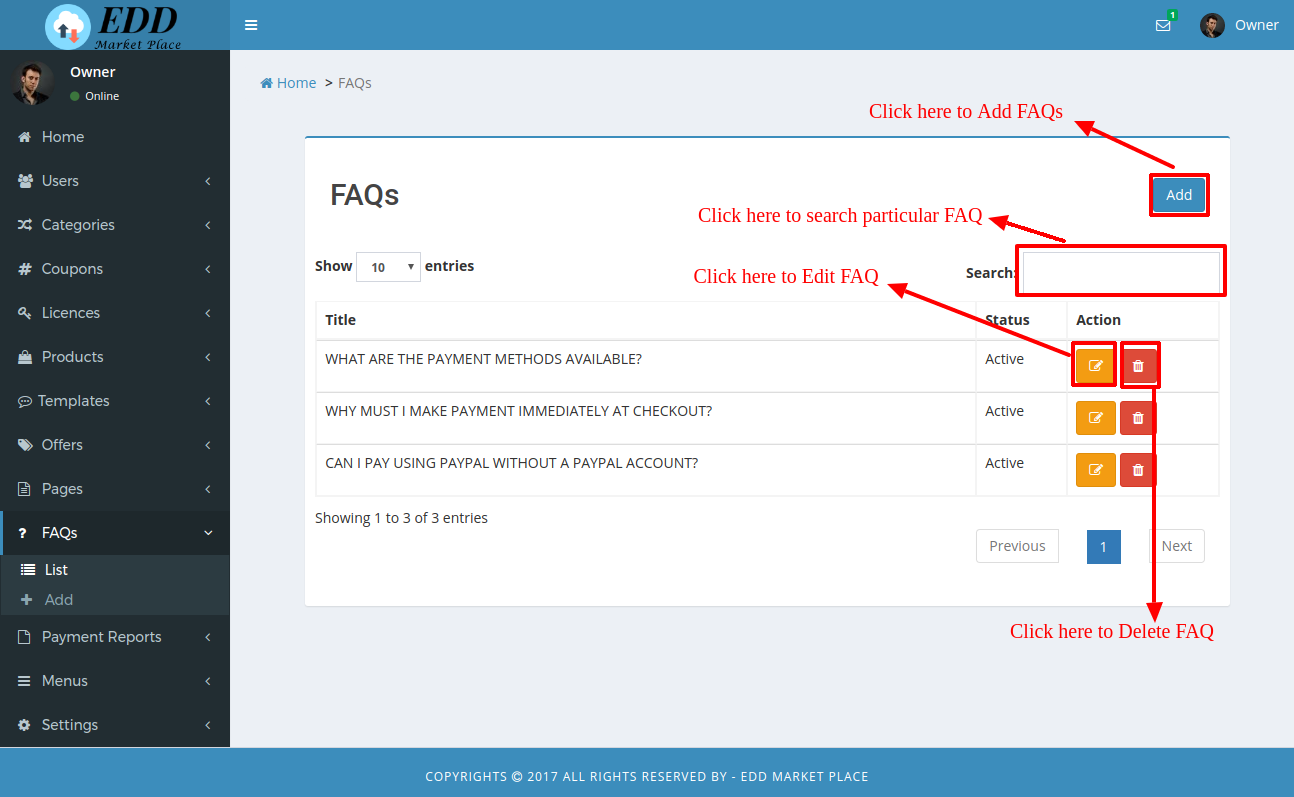 EDD
Market Place
1
Owner
Owner
Online
Home
Users
Categories
Coupons
Licences
Products
Templates
Offers
Pages
FAQs
List
Add
Payment Reports
Menus
Settings
Home > FAQs
Click here to Add FAQs
FAQs
Add
Click here to search particular FAQ
Show 10 entries
Search:
Click here to Edit FAQ
Title Status Action
WHAT ARE THE PAYMENT METHODS AVAILABLE? Active
WHY MUST I MAKE PAYMENT IMMEDIATELY AT CHECKOUT? Active
CAN I PAY USING PAYPAL WITHOUT A PAYPAL ACCOUNT? Active
Showing 1 to 3 of 3 entries
Previous 1 Next
Click here to Delete FAQ
COPYRIGHTS © 2017 ALL RIGHTS RESERVED BY - EDD MARKET PLACE